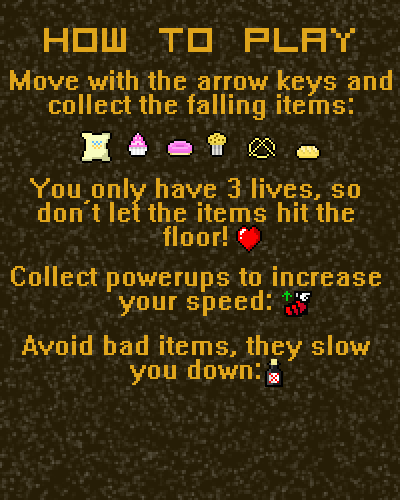 HOW TO PLAY
Move with the arrow keys and
collect the falling items:
You only have 3 lives, so
don´t let the items hit the
floor!
Collect powerups to increase
your speed:
Avoid bad items, they slow
you down: